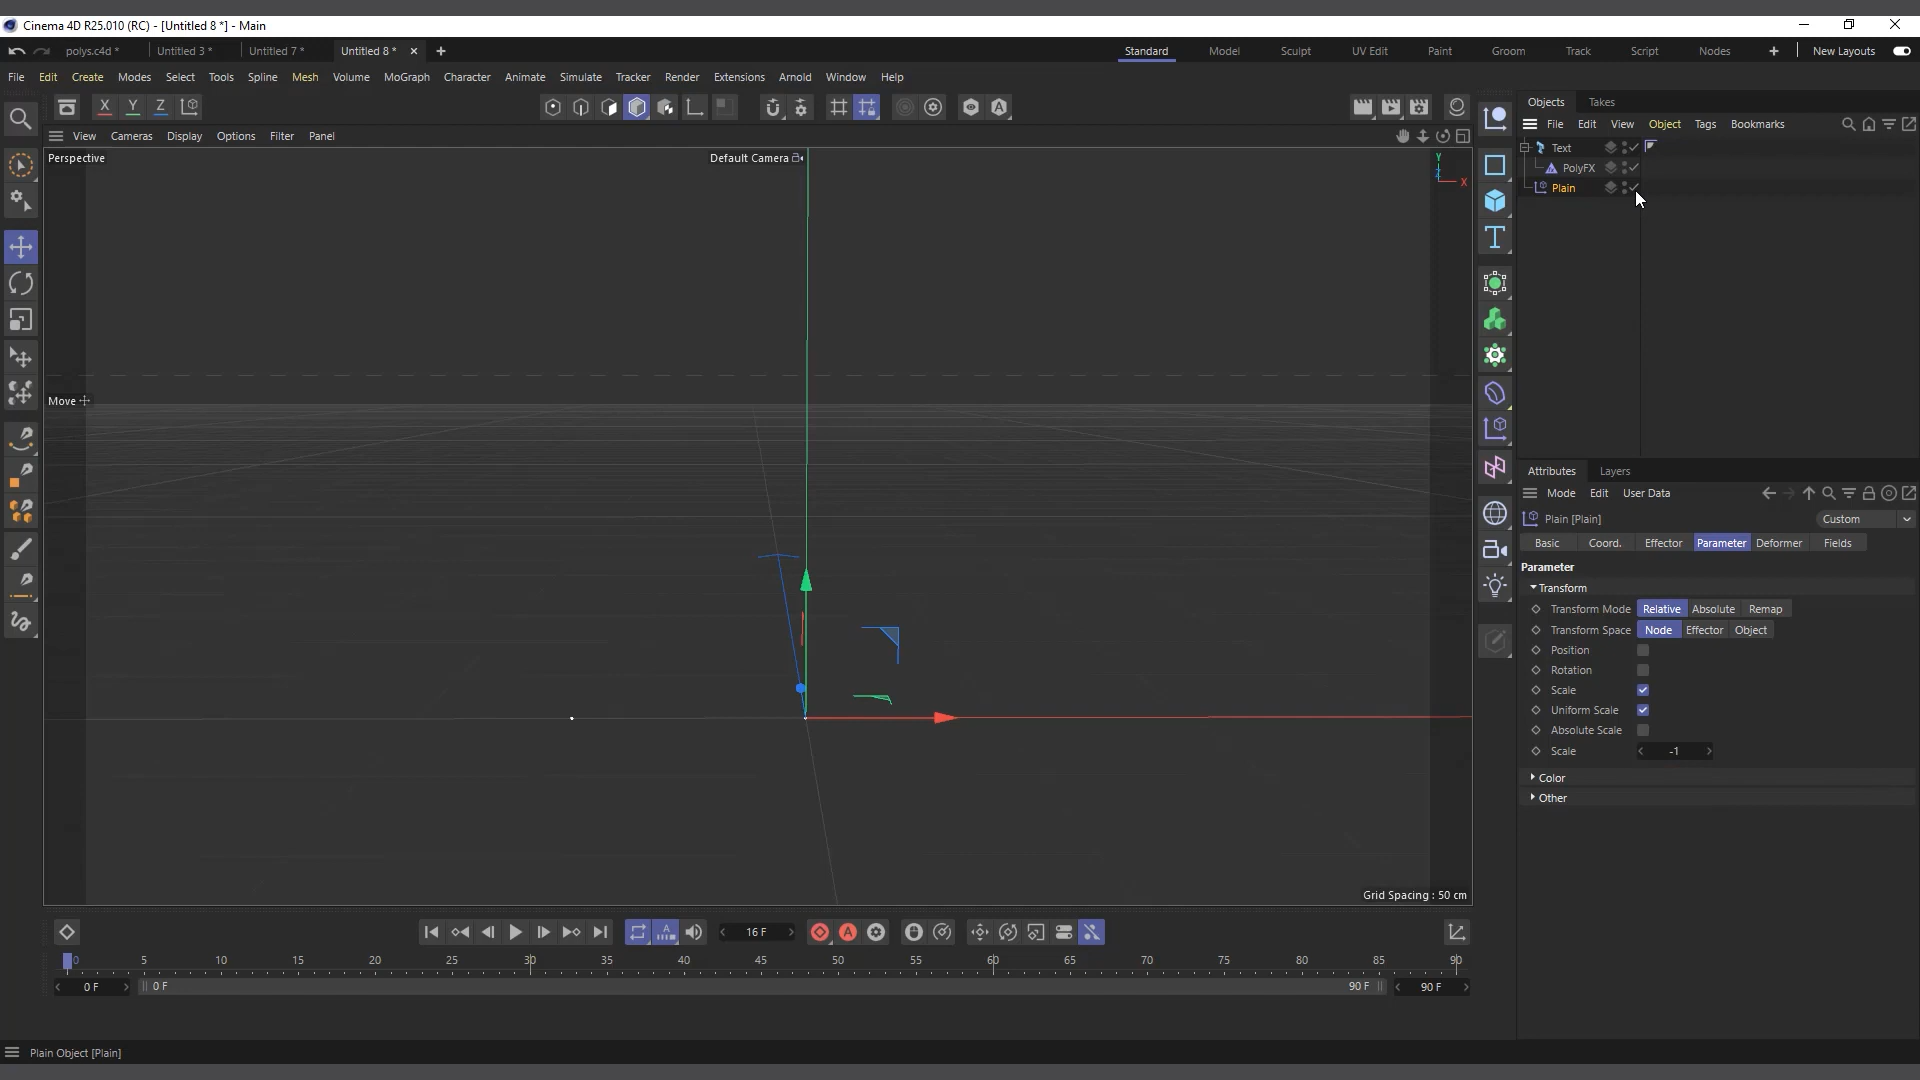 Cinema 4D R25.010 (RC) - [Untitled 8 *] - Main
polys.c4d * Untitled 3 * Untitled 7 * Untitled 8 * Standard Model Sculpt UV Edit Paint Groom Track Script Nodes New Layouts
File Edit Create Modes Select Tools Spline Mesh Volume MoGraph Character Animate Simulate Tracker Render Extensions Arnold Window Help
X Y Z
Objects Takes
File Edit View Object Tags Bookmarks
View Cameras Display Options Filter Panel
Perspective
Default Camera
Y
Z
X
Text
PolyFX
Plain
Move
Attributes Layers
Mode Edit User Data
Plain [Plain]
Custom
Basic Coord. Effector Parameter Deformer Fields
Parameter
Transform
Transform Mode Relative Absolute Remap
Transform Space Node Effector Object
Position
Rotation
Scale
Uniform Scale
Absolute Scale
Scale -1
Color
Other
Grid Spacing : 50 cm
16 F
0 5 10 15 20 25 30 35 40 45 50 55 60 65 70 75 80 85 90
0 F 0 F 90 F 90 F
Plain Object [Plain]